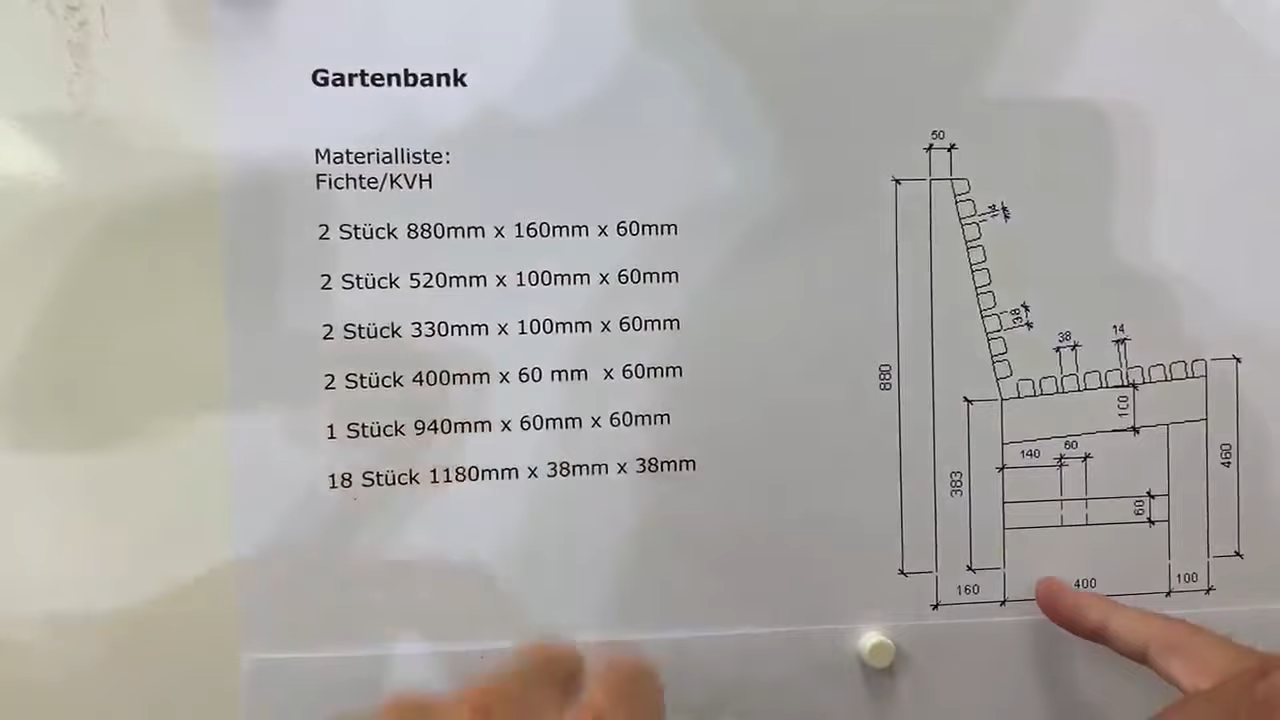 Gartenbank
Materialliste:
Fichte/KVH
2 Stück 880mm x 160mm x 60mm
2 Stück 520mm x 100mm x 60mm
2 Stück 330mm x 100mm x 60mm
2 Stück 400mm x 60 mm x 60mm
1 Stück 940mm x 60mm x 60mm
18 Stück 1180mm x 38mm x 38mm
50
14
38
38
14
880
100
383
140
60
460
60
160
400
100